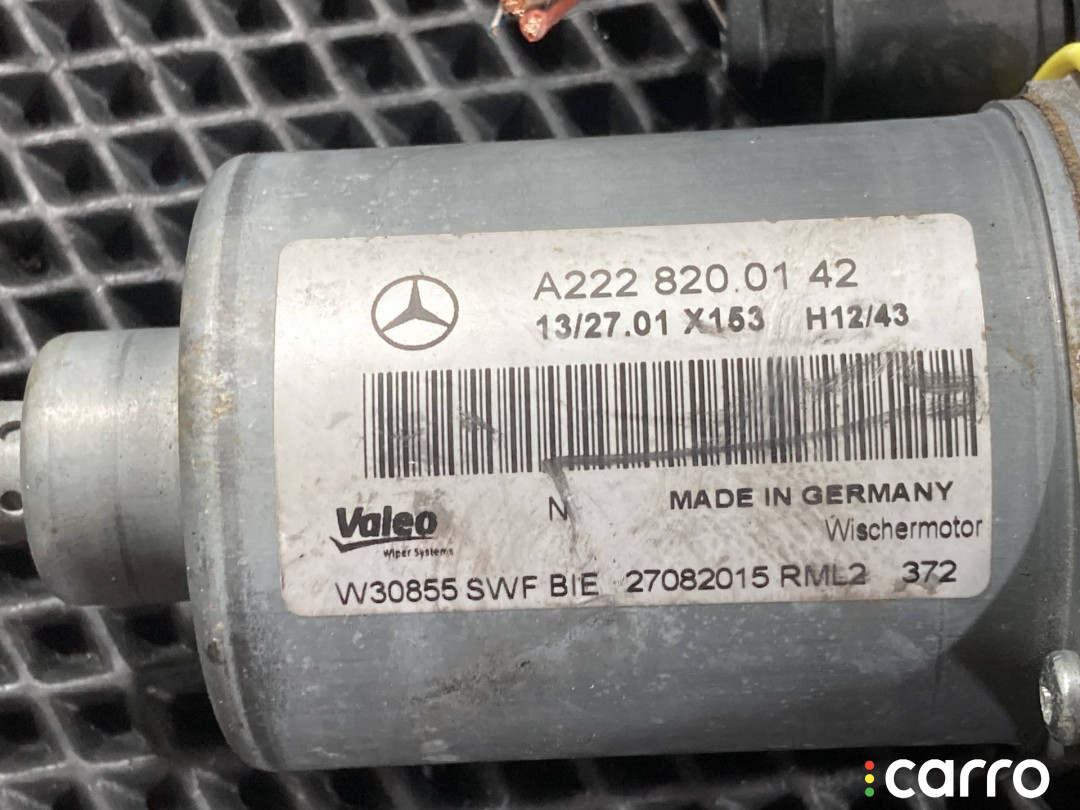 A222 820 01 42
13/27.01 X153 H12/43
N
MADE IN GERMANY
Valeo
Wischermotor
Wiper Systems
W30855 SWF BIE 27082015 RML2 372
carro